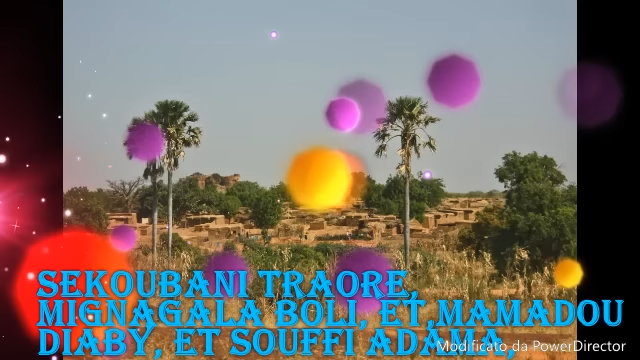 SEKOUBANI TRAORE,
MIGNAGALA BOLI, ET MAMADOU
DIABY, ET SOUFFI ADAMA
Modificato da PowerDirector